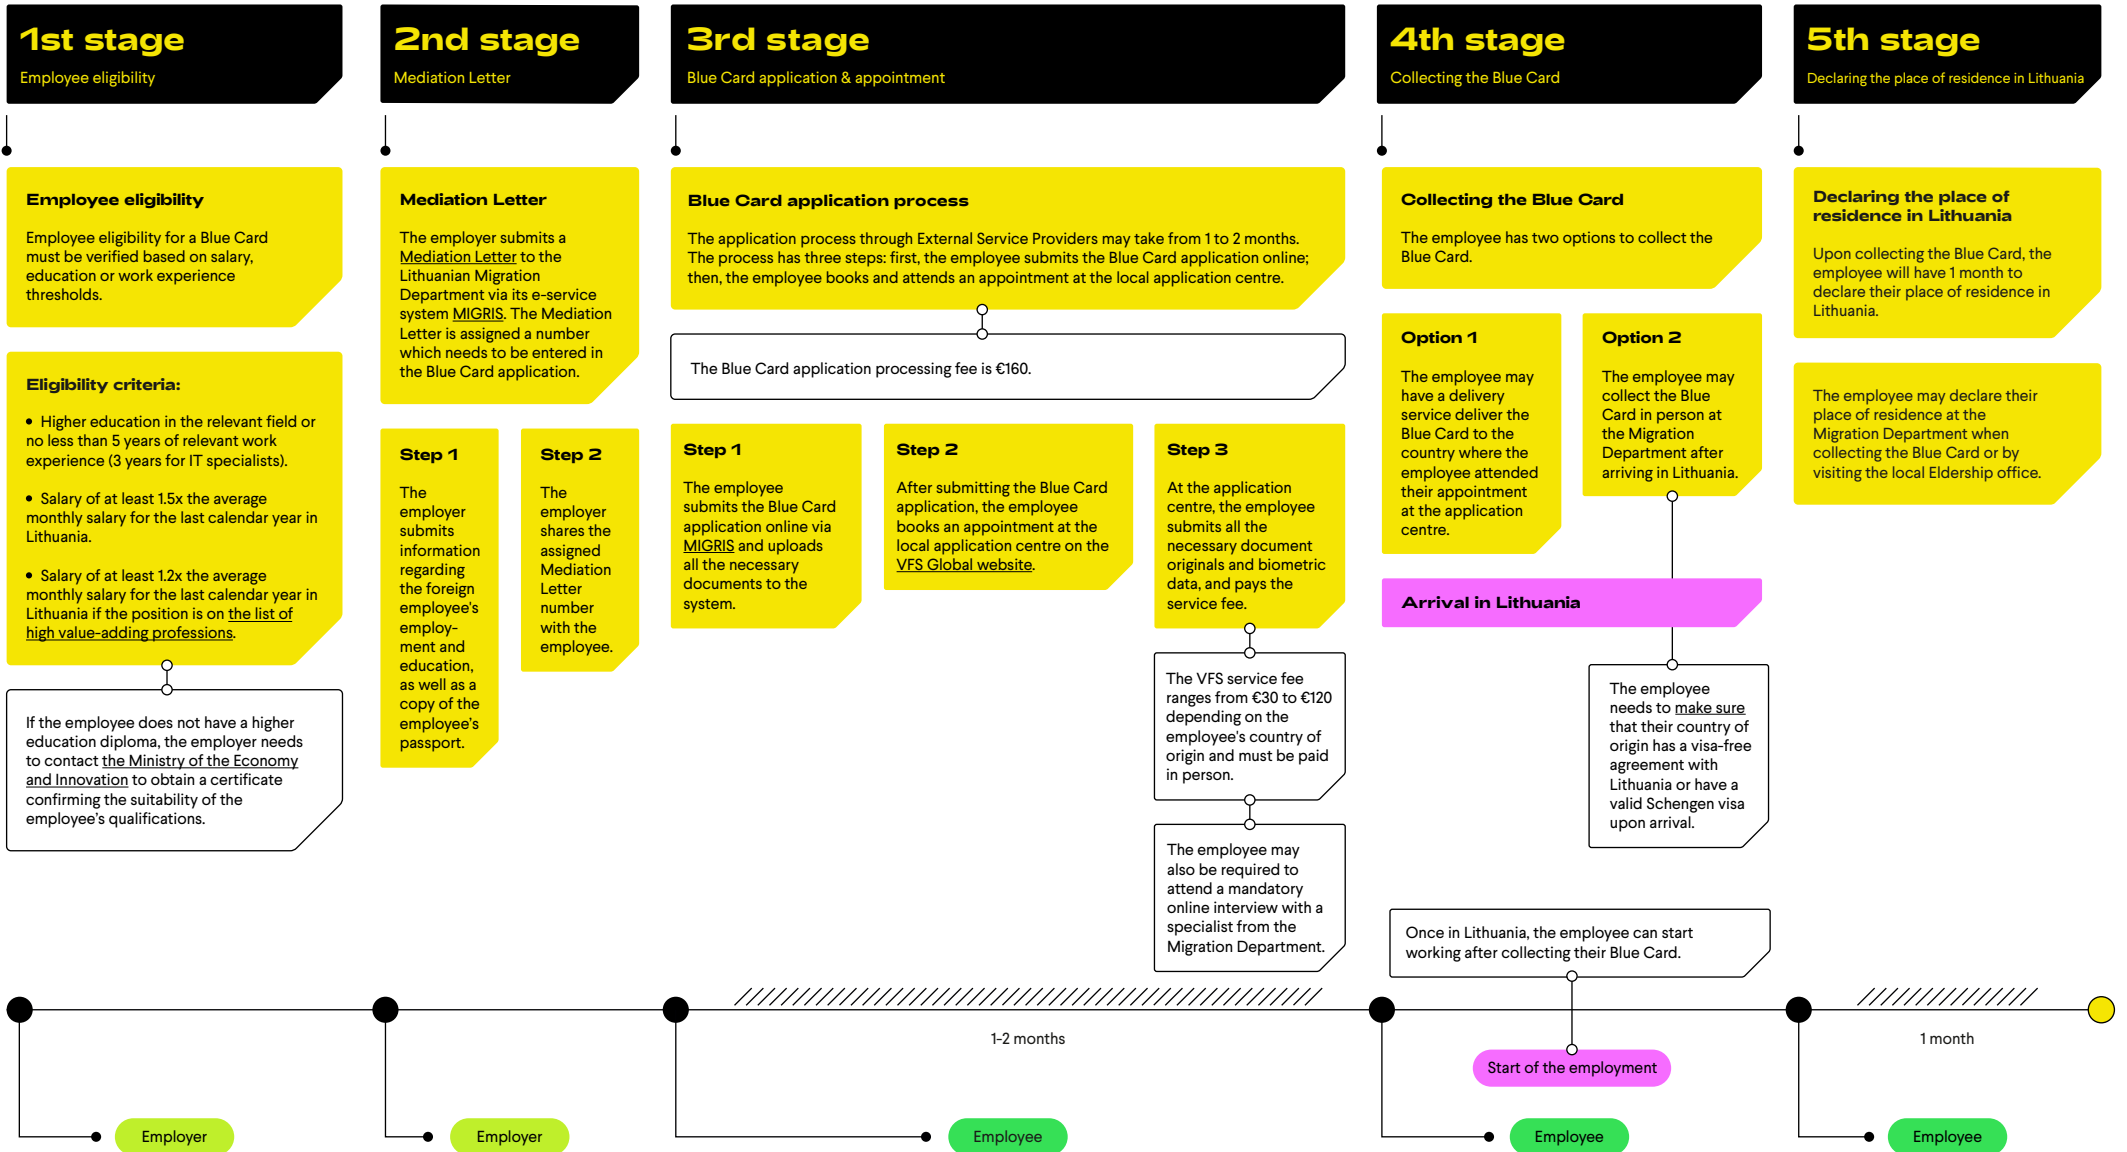 1st stage
Employee eligibility
2nd stage
Mediation Letter
3rd stage
Blue Card application & appointment
4th stage
Collecting the Blue Card
5th stage
Declaring the place of residence in Lithuania
Employee eligibility
Employee eligibility for a Blue Card
must be verified based on salary,
education or work experience
thresholds.
Eligibility criteria:
• Higher education in the relevant field or
no less than 5 years of relevant work
experience (3 years for IT specialists).
• Salary of at least 1.5x the average
monthly salary for the last calendar year in
Lithuania.
• Salary of at least 1.2x the average
monthly salary for the last calendar year in
Lithuania if the position is on the list of
high value-adding professions.
If the employee does not have a higher
education diploma, the employer needs
to contact the Ministry of the Economy
and Innovation to obtain a certificate
confirming the suitability of the
employee's qualifications.
Mediation Letter
The employer submits a
Mediation Letter to the
Lithuanian Migration
Department via its e-service
system MIGRIS. The Mediation
Letter is assigned a number
which needs to be entered in
the Blue Card application.
Step 1
The
employer
submits
information
regarding
the foreign
employee's
employ-
ment and
education,
as well as a
copy of the
employee's
passport.
Step 2
The
employer
shares the
assigned
Mediation
Letter
number
with the
employee.
Blue Card application process
The application process through External Service Providers may take from 1 to 2 months.
The process has three steps: first, the employee submits the Blue Card application online;
then, the employee books and attends an appointment at the local application centre.
The Blue Card application processing fee is €160.
Step 1
The employee
submits the Blue Card
application online via
MIGRIS and uploads
all the necessary
documents to the
system.
Step 2
After submitting the Blue Card
application, the employee
books an appointment at the
local application centre on the
VFS Global website.
Step 3
At the application
centre, the employee
submits all the
necessary document
originals and biometric
data, and pays the
service fee.
The VFS service fee
ranges from €30 to €120
depending on the
employee's country of
origin and must be paid
in person.
The employee may
also be required to
attend a mandatory
online interview with a
specialist from the
Migration Department.
Collecting the Blue Card
The employee has two options to collect the
Blue Card.
Option 1
The employee may
have a delivery
service deliver the
Blue Card to the
country where the
employee attended
their appointment
at the application
centre.
Option 2
The employee may
collect the Blue
Card in person at
the Migration
Department after
arriving in Lithuania.
Arrival in Lithuania
The employee
needs to make sure
that their country of
origin has a visa-free
agreement with
Lithuania or have a
valid Schengen visa
upon arrival.
Once in Lithuania, the employee can start
working after collecting their Blue Card.
Declaring the place of
residence in Lithuania
Upon collecting the Blue Card, the
employee will have 1 month to
declare their place of residence in
Lithuania.
The employee may declare their
place of residence at the
Migration Department when
collecting the Blue Card or by
visiting the local Eldership office.
1-2 months
1 month
Start of the employment
Employer
Employer
Employee
Employee
Employee